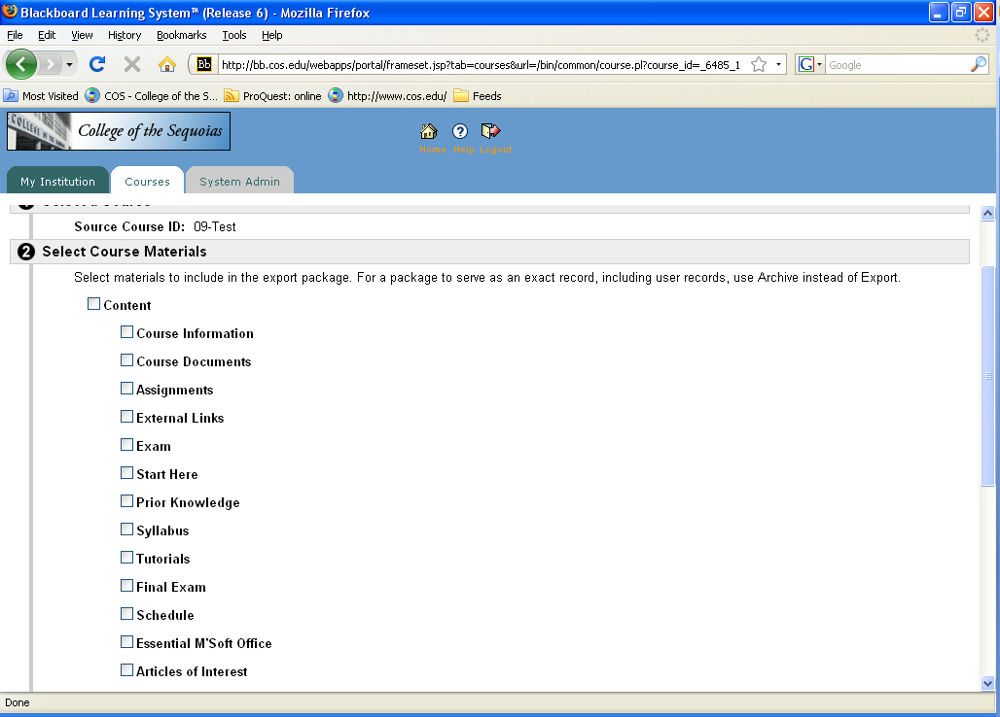 Blackboard Learning System™ (Release 6) - Mozilla Firefox
File Edit View History Bookmarks Tools Help
Bb http://bb.cos.edu/webapps/portal/frameset.jsp?tab=courses&url=/bin/common/course.pl?course_id=_6485_1 G Google
Most Visited COS - College of the S... ProQuest: online http://www.cos.edu/ Feeds
College of the Sequoias
Home Help Logout
My Institution Courses System Admin
Source Course ID: 09-Test
2 Select Course Materials
Select materials to include in the export package. For a package to serve as an exact record, including user records, use Archive instead of Export.
Content
Course Information
Course Documents
Assignments
External Links
Exam
Start Here
Prior Knowledge
Syllabus
Tutorials
Final Exam
Schedule
Essential M'Soft Office
Articles of Interest
Done